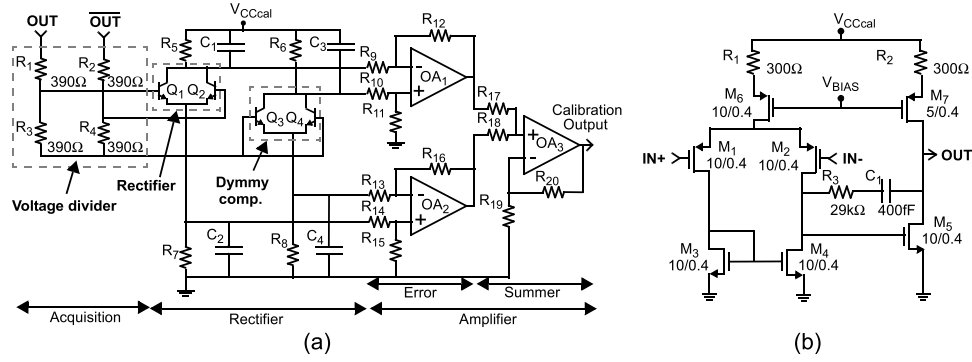 OUT
OUT
VCCcal
R1
390Ω
R2
390Ω
R3
390Ω
R4
390Ω
R5
C1
R6
C3
Q1
Q2
Q3
Q4
R9
R10
R11
R12
OA1
R17
R18
Calibration
Output
OA3
R20
R19
R16
R13
R14
R15
OA2
Rectifier
Dymmy
comp.
Voltage divider
R7
C2
R8
C4
Error
Summer
Acquisition
Rectifier
Amplifier
(a)
VCCcal
R1
300Ω
R2
300Ω
VBIAS
M6
10/0.4
M7
5/0.4
IN+
M1
10/0.4
M2
10/0.4
IN-
OUT
R3
29kΩ
C1
400fF
M5
10/0.4
M3
10/0.4
M4
10/0.4
(b)